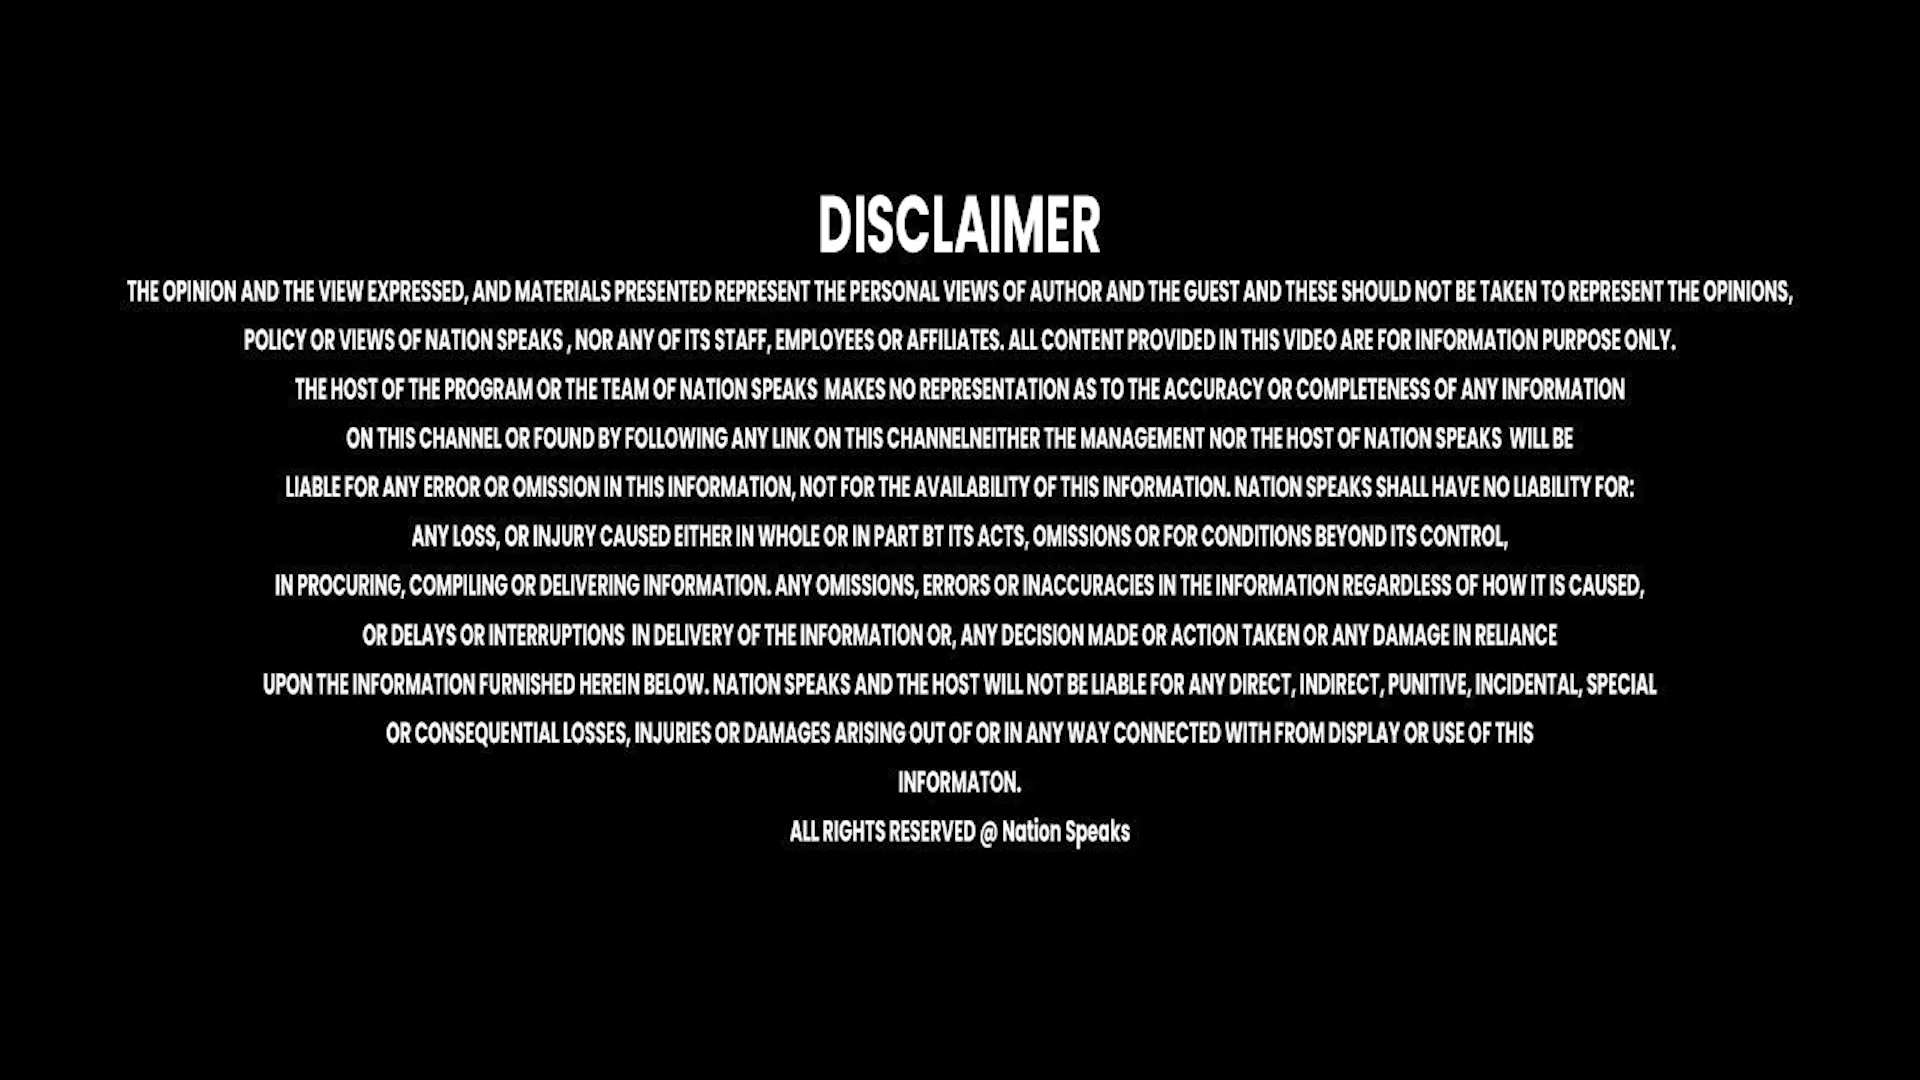 DISCLAIMER
THE OPINION AND THE VIEW EXPRESSED, AND MATERIALS PRESENTED REPRESENT THE PERSONAL VIEWS OF AUTHOR AND THE GUEST AND THESE SHOULD NOT BE TAKEN TO REPRESENT THE OPINIONS,
POLICY OR VIEWS OF NATION SPEAKS , NOR ANY OF ITS STAFF, EMPLOYEES OR AFFILIATES. ALL CONTENT PROVIDED IN THIS VIDEO ARE FOR INFORMATION PURPOSE ONLY.
THE HOST OF THE PROGRAM OR THE TEAM OF NATION SPEAKS  MAKES NO REPRESENTATION AS TO THE ACCURACY OR COMPLETENESS OF ANY INFORMATION
ON THIS CHANNEL OR FOUND BY FOLLOWING ANY LINK ON THIS CHANNELNEITHER THE MANAGEMENT NOR THE HOST OF NATION SPEAKS  WILL BE
LIABLE FOR ANY ERROR OR OMISSION IN THIS INFORMATION, NOT FOR THE AVAILABILITY OF THIS INFORMATION. NATION SPEAKS SHALL HAVE NO LIABILITY FOR:
ANY LOSS, OR INJURY CAUSED EITHER IN WHOLE OR IN PART BT ITS ACTS, OMISSIONS OR FOR CONDITIONS BEYOND ITS CONTROL,
IN PROCURING, COMPILING OR DELIVERING INFORMATION. ANY OMISSIONS, ERRORS OR INACCURACIES IN THE INFORMATION REGARDLESS OF HOW IT IS CAUSED,
OR DELAYS OR INTERRUPTIONS  IN DELIVERY OF THE INFORMATION OR, ANY DECISION MADE OR ACTION TAKEN OR ANY DAMAGE IN RELIANCE
UPON THE INFORMATION FURNISHED HEREIN BELOW. NATION SPEAKS AND THE HOST WILL NOT BE LIABLE FOR ANY DIRECT, INDIRECT, PUNITIVE, INCIDENTAL, SPECIAL
OR CONSEQUENTIAL LOSSES, INJURIES OR DAMAGES ARISING OUT OF OR IN ANY WAY CONNECTED WITH FROM DISPLAY OR USE OF THIS
INFORMATON.
ALL RIGHTS RESERVED @ Nation Speaks